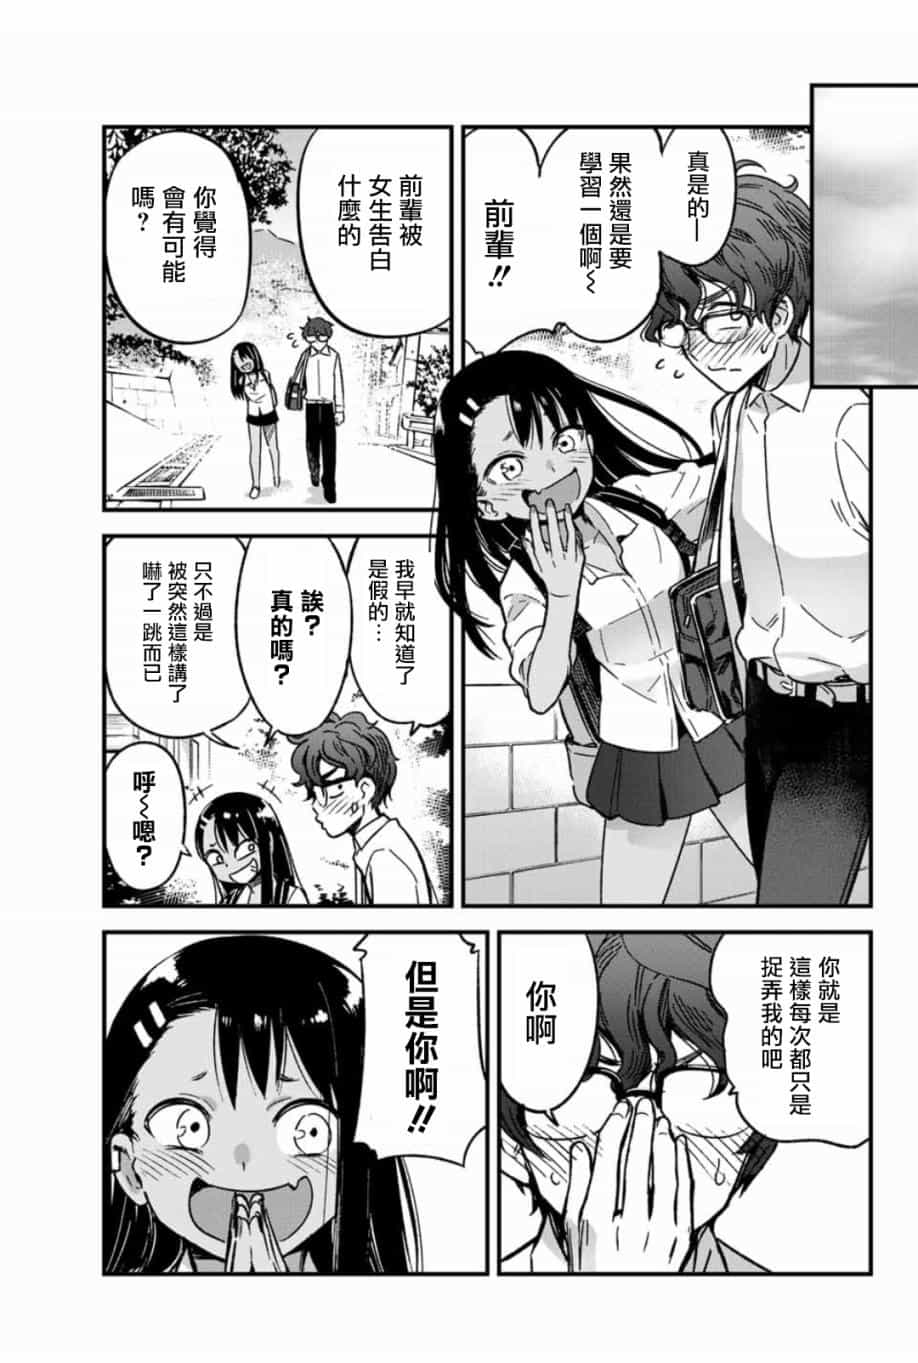 真是的—
果然還是要
學習一個啊～
前輩!!
前輩被
女生告白
什麼的
你覺得
會有可能
嗎?
我早就知道了
是假的…
誒?
真的嗎?
只不過是
被突然這樣講了
嚇了一跳而已
呼～嗯?
你就是
這樣每次都只是
捉弄我的吧
你啊
但是你啊!!